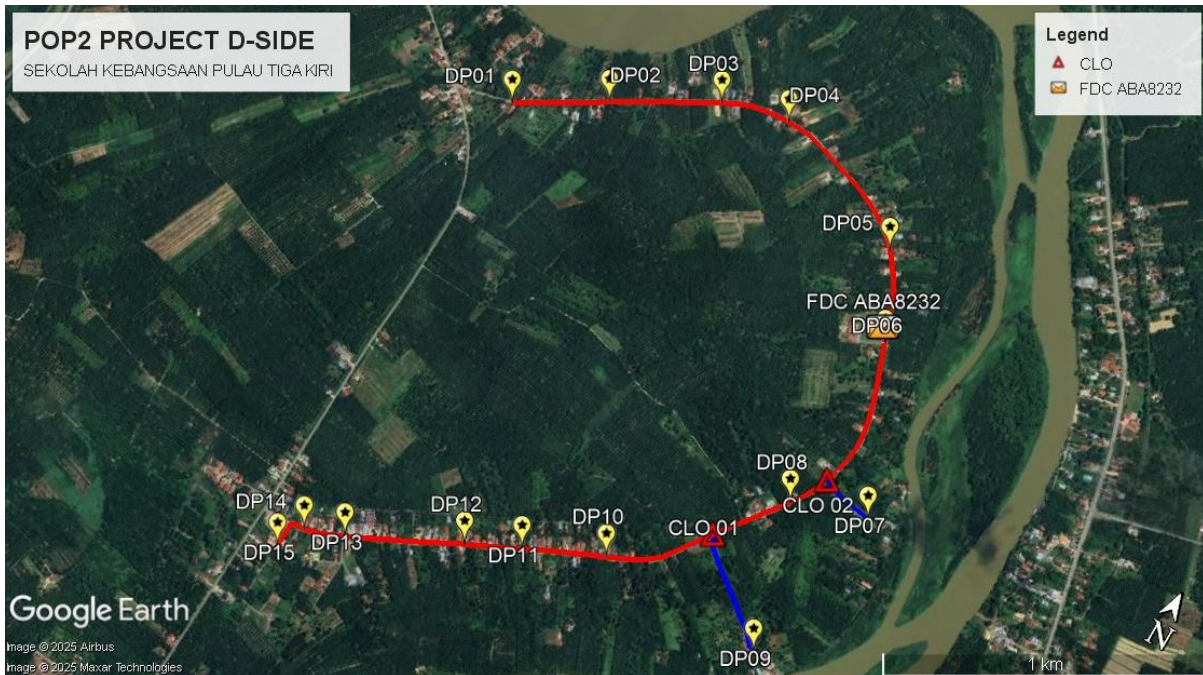 POP2 PROJECT D-SIDE
SEKOLAH KEBANGSAAN PULAU TIGA KIRI
Legend
CLO
FDC ABA8232
DP01
DP02
DP03
DP04
DP05
FDC ABA8232
DP06
DP08
CLO 02
DP07
CLO 01
DP10
DP11
DP12
DP13
DP14
DP15
DP09
Google Earth
Image © 2025 Airbus
Image © 2025 Maxar Technologies
1 km
N